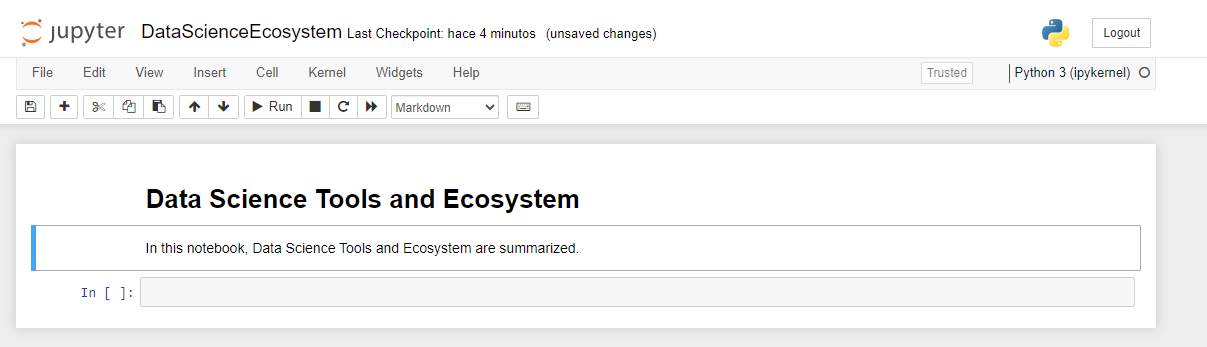 jupyter DataScienceEcosystem Last Checkpoint: hace 4 minutos (unsaved changes) Logout
File Edit View Insert Cell Kernel Widgets Help Trusted Python 3 (ipykernel)
Run Markdown
Data Science Tools and Ecosystem
In this notebook, Data Science Tools and Ecosystem are summarized.
In [ ]: